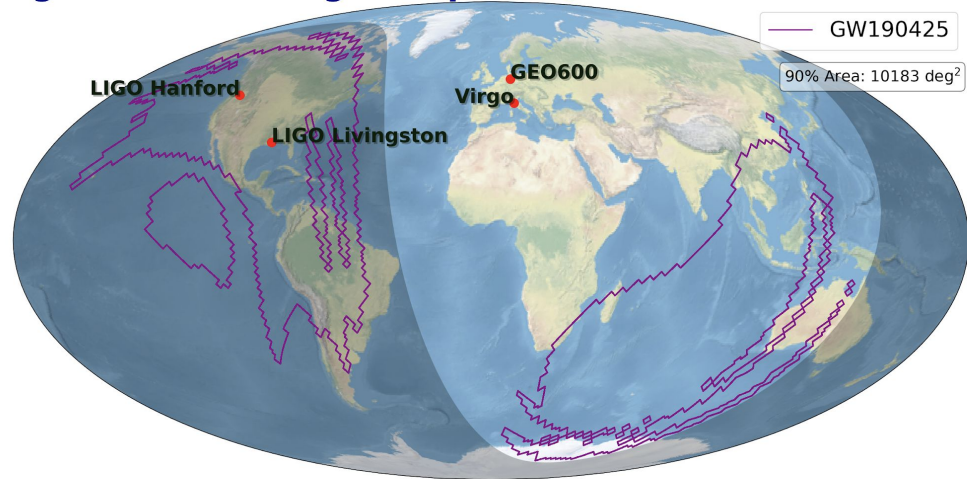 GW190425
90% Area: 10183 deg²
GEO600
LIGO Hanford
Virgo
LIGO Livingston